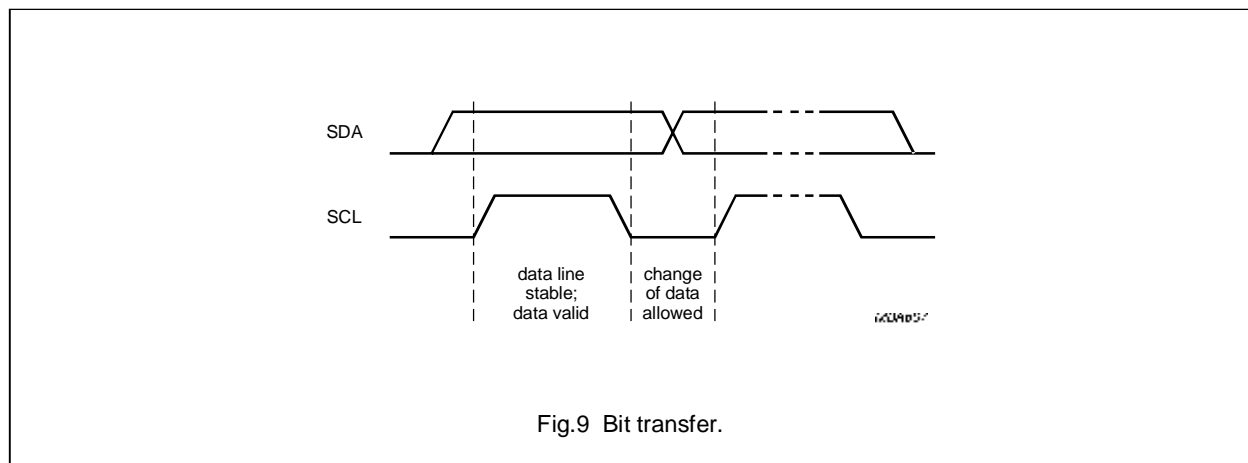 SDA
SCL
data line
stable;
data valid
change
of data
allowed
Fig.9 Bit transfer.